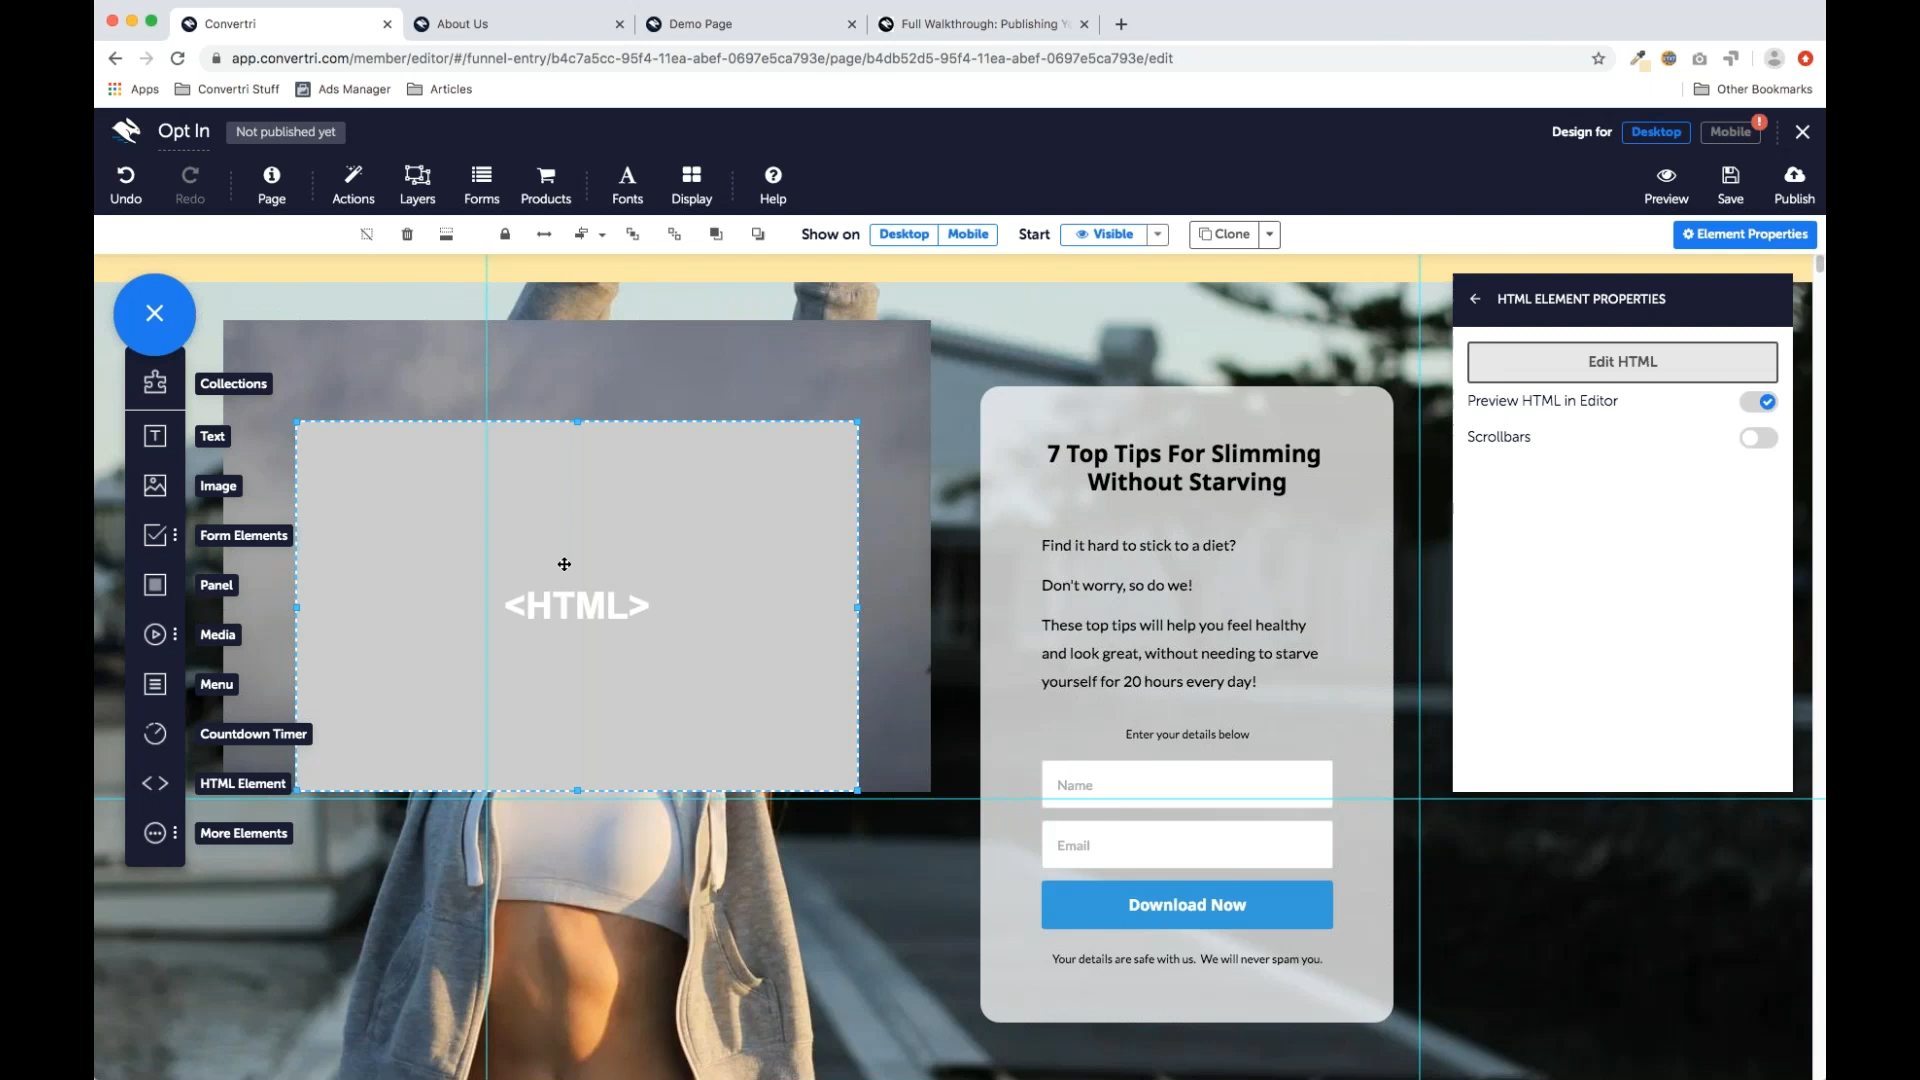 Convertri
About Us
Demo Page
Full Walkthrough: Publishing Y
app.convertri.com/member/editor/#/funnel-entry/b4c7a5cc-95f4-11ea-abef-0697e5ca793e/page/b4db52d5-95f4-11ea-abef-0697e5ca793e/edit
Apps
Convertri Stuff
Ads Manager
Articles
Other Bookmarks
Opt In
Not published yet
Design for
Desktop
Mobile
!
Undo
Redo
Page
Actions
Layers
Forms
Products
Fonts
Display
Help
Preview
Save
Publish
Show on
Desktop
Mobile
Start
Visible
Clone
Element Properties
Collections
Text
Image
Form Elements
Panel
Media
Menu
Countdown Timer
HTML Element
More Elements
<HTML>
7 Top Tips For Slimming
Without Starving
Find it hard to stick to a diet?
Don't worry, so do we!
These top tips will help you feel healthy
and look great, without needing to starve
yourself for 20 hours every day!
Enter your details below
Name
Email
Download Now
Your details are safe with us. We will never spam you.
HTML ELEMENT PROPERTIES
Edit HTML
Preview HTML in Editor
Scrollbars